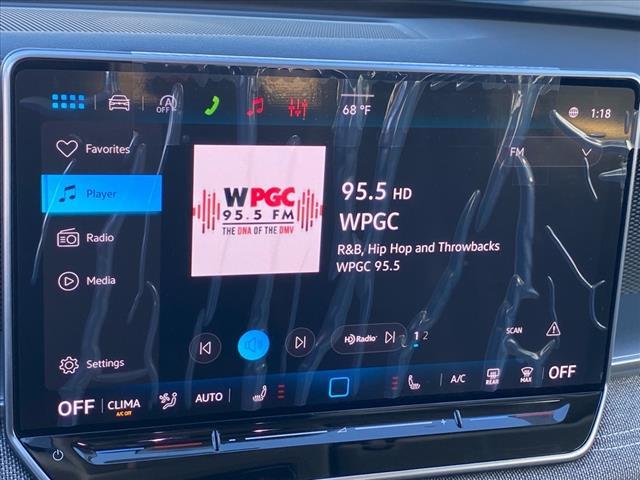 OFF
68 °F
1:18
Favorites
Player
Radio
Media
Settings
WPGC
95.5 FM
THE DNA OF THE DMV
FM
95.5 HD
WPGC
R&B, Hip Hop and Throwbacks
WPGC 95.5
HD Radio
1 2
SCAN
OFF
CLIMA
A/C OFF
AUTO
A/C
REAR
MAX
OFF